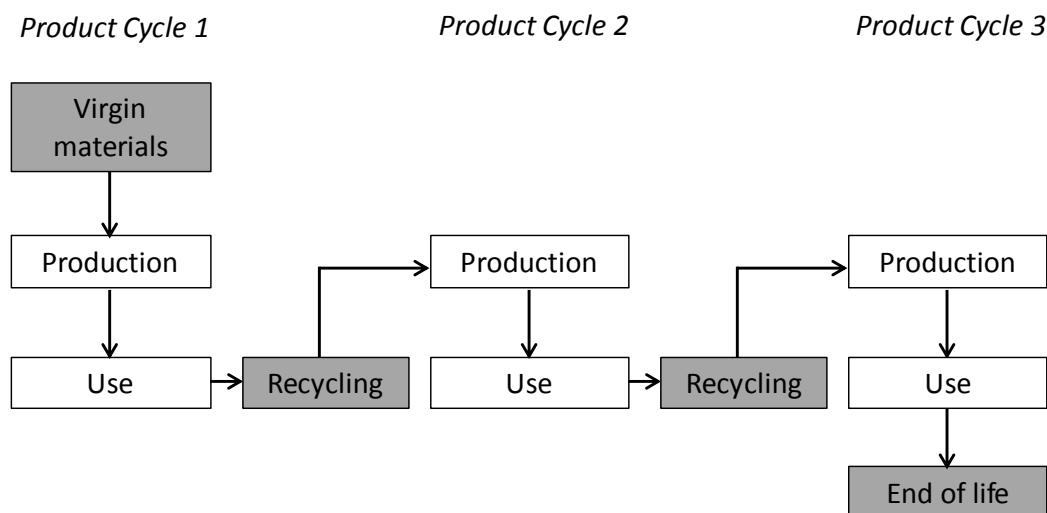 Product Cycle 1
Product Cycle 2
Product Cycle 3
Virgin
materials
Production
Production
Production
Use
Recycling
Use
Recycling
Use
End of life